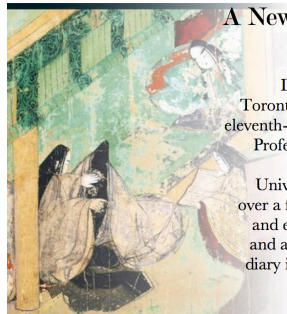 A New
Toront
eleventh-
Profe
Univ
over a f
and e
and a
diary i